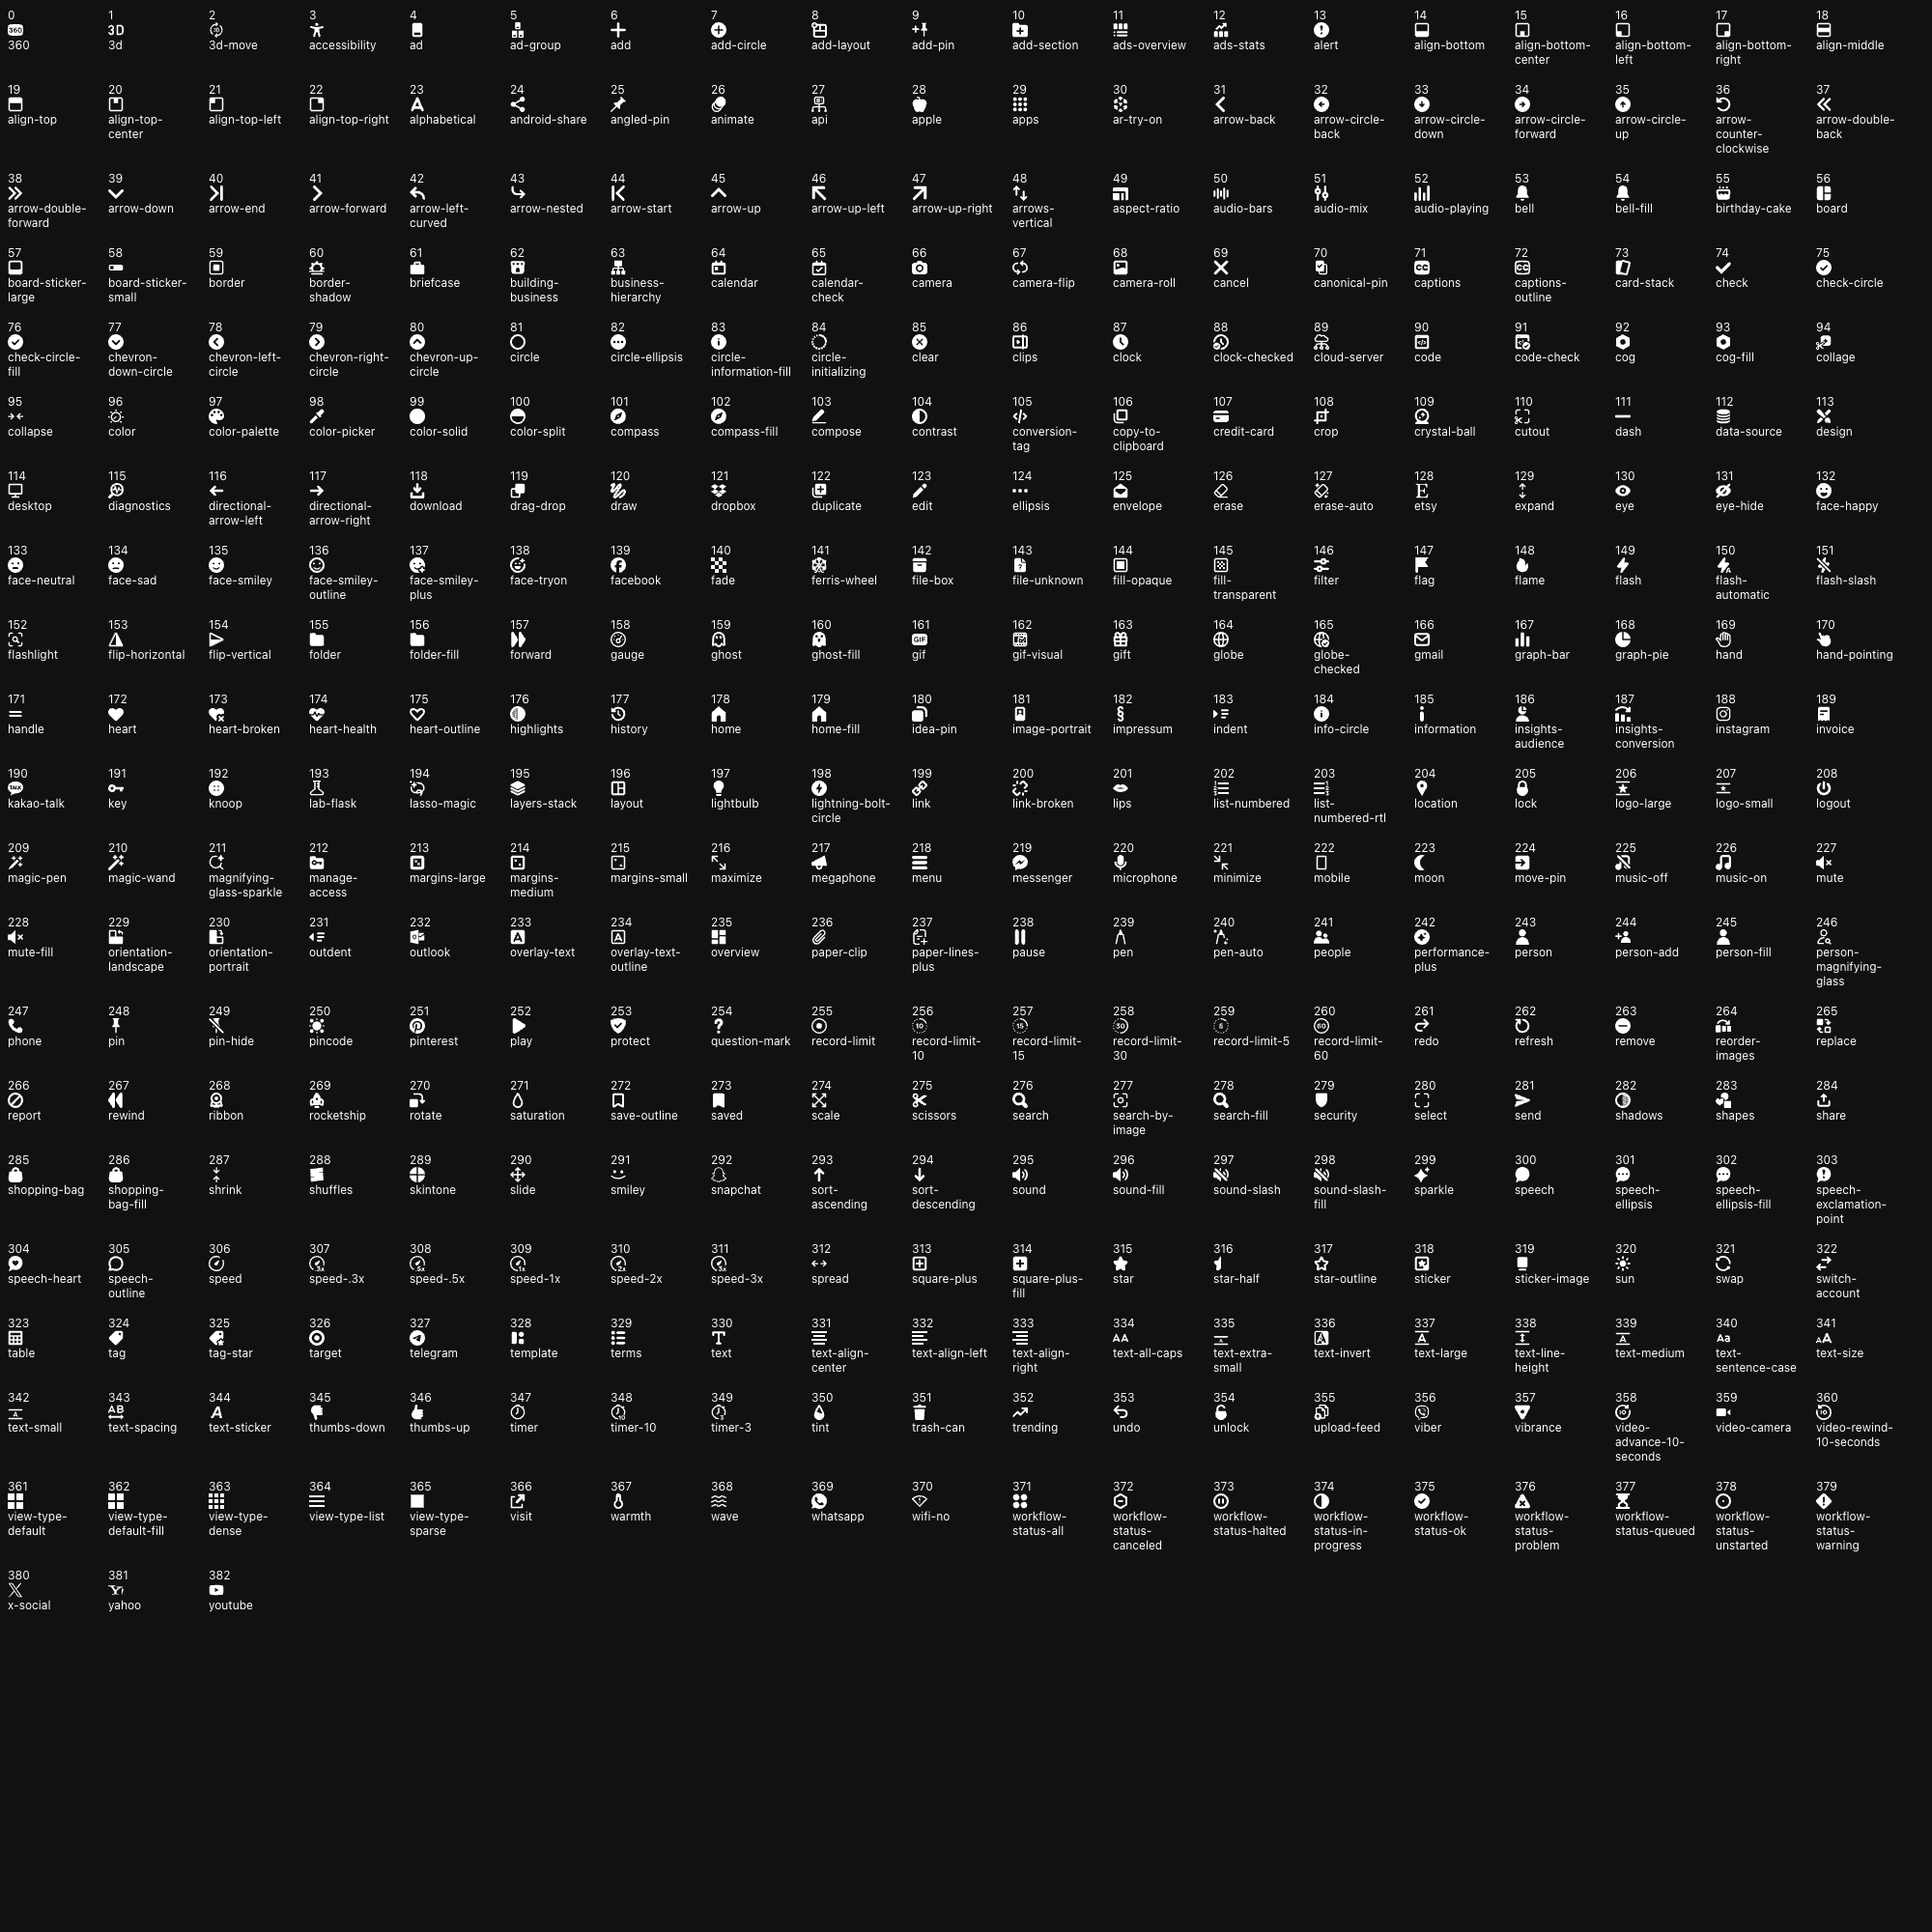 0 1 2 3 4 5 6 7 8 9 10 11 12 13 14 15 16 17 18
360 3d 3d-move accessibility ad ad-group add add-circle add-layout add-pin add-section ads-overview ads-stats alert align-bottom align-bottom- align-bottom- align-bottom- align-middle
center left right
19 20 21 22 23 24 25 26 27 28 29 30 31 32 33 34 35 36 37
align-top align-top- align-top-left align-top-right alphabetical android-share angled-pin animate api apple apps ar-try-on arrow-back arrow-circle- arrow-circle- arrow-circle- arrow-circle- arrow- arrow-double-
center back down forward up counter- back
clockwise
38 39 40 41 42 43 44 45 46 47 48 49 50 51 52 53 54 55 56
arrow-double- arrow-down arrow-end arrow-forward arrow-left- arrow-nested arrow-start arrow-up arrow-up-left arrow-up-right arrows- aspect-ratio audio-bars audio-mix audio-playing bell bell-fill birthday-cake board
forward curved vertical
57 58 59 60 61 62 63 64 65 66 67 68 69 70 71 72 73 74 75
board-sticker- board-sticker- border border- briefcase building- business- calendar calendar- camera camera-flip camera-roll cancel canonical-pin captions captions- card-stack check check-circle
large small shadow business hierarchy check outline
76 77 78 79 80 81 82 83 84 85 86 87 88 89 90 91 92 93 94
check-circle- chevron- chevron-left- chevron-right- chevron-up- circle circle-ellipsis circle- circle- clear clips clock clock-checked cloud-server code code-check cog cog-fill collage
fill down-circle circle circle circle information-fill initializing
95 96 97 98 99 100 101 102 103 104 105 106 107 108 109 110 111 112 113
collapse color color-palette color-picker color-solid color-split compass compass-fill compose contrast conversion- copy-to- credit-card crop crystal-ball cutout dash data-source design
tag clipboard
114 115 116 117 118 119 120 121 122 123 124 125 126 127 128 129 130 131 132
desktop diagnostics directional- directional- download drag-drop draw dropbox duplicate edit ellipsis envelope erase erase-auto etsy expand eye eye-hide face-happy
arrow-left arrow-right
133 134 135 136 137 138 139 140 141 142 143 144 145 146 147 148 149 150 151
face-neutral face-sad face-smiley face-smiley- face-smiley- face-tryon facebook fade ferris-wheel file-box file-unknown fill-opaque fill- filter flag flame flash flash- flash-slash
outline plus transparent automatic
152 153 154 155 156 157 158 159 160 161 162 163 164 165 166 167 168 169 170
flashlight flip-horizontal flip-vertical folder folder-fill forward gauge ghost ghost-fill gif gif-visual gift globe globe- gmail graph-bar graph-pie hand hand-pointing
checked
171 172 173 174 175 176 177 178 179 180 181 182 183 184 185 186 187 188 189
handle heart heart-broken heart-health heart-outline highlights history home home-fill idea-pin image-portrait impressum indent info-circle information insights- insights- instagram invoice
audience conversion
190 191 192 193 194 195 196 197 198 199 200 201 202 203 204 205 206 207 208
kakao-talk key knoop lab-flask lasso-magic layers-stack layout lightbulb lightning-bolt- link link-broken lips list-numbered list- location lock logo-large logo-small logout
circle numbered-rtl
209 210 211 212 213 214 215 216 217 218 219 220 221 222 223 224 225 226 227
magic-pen magic-wand magnifying- manage- margins-large margins- margins-small maximize megaphone menu messenger microphone minimize mobile moon move-pin music-off music-on mute
glass-sparkle access medium
228 229 230 231 232 233 234 235 236 237 238 239 240 241 242 243 244 245 246
mute-fill orientation- orientation- outdent outlook overlay-text overlay-text- overview paper-clip paper-lines- pause pen pen-auto people performance- person person-add person-fill person-
landscape portrait outline plus plus magnifying-
glass
247 248 249 250 251 252 253 254 255 256 257 258 259 260 261 262 263 264 265
phone pin pin-hide pincode pinterest play protect question-mark record-limit record-limit- record-limit- record-limit- record-limit-5 record-limit- redo refresh remove reorder- replace
10 15 30 60 images
266 267 268 269 270 271 272 273 274 275 276 277 278 279 280 281 282 283 284
report rewind ribbon rocketship rotate saturation save-outline saved scale scissors search search-by- search-fill security select send shadows shapes share
image
285 286 287 288 289 290 291 292 293 294 295 296 297 298 299 300 301 302 303
shopping-bag shopping- shrink shuffles skintone slide smiley snapchat sort- sort- sound sound-fill sound-slash sound-slash- sparkle speech speech- speech- speech-
bag-fill ascending descending fill ellipsis ellipsis-fill exclamation-
point
304 305 306 307 308 309 310 311 312 313 314 315 316 317 318 319 320 321 322
speech-heart speech- speed speed-.3x speed-.5x speed-1x speed-2x speed-3x spread square-plus square-plus- star star-half star-outline sticker sticker-image sun swap switch-
outline fill account
323 324 325 326 327 328 329 330 331 332 333 334 335 336 337 338 339 340 341
table tag tag-star target telegram template terms text text-align- text-align-left text-align- text-all-caps text-extra- text-invert text-large text-line- text-medium text- text-size
center right small height sentence-case
342 343 344 345 346 347 348 349 350 351 352 353 354 355 356 357 358 359 360
text-small text-spacing text-sticker thumbs-down thumbs-up timer timer-10 timer-3 tint trash-can trending undo unlock upload-feed viber vibrance video- video-camera video-rewind-
advance-10- 10-seconds
seconds
361 362 363 364 365 366 367 368 369 370 371 372 373 374 375 376 377 378 379
view-type- view-type- view-type- view-type-list view-type- visit warmth wave whatsapp wifi-no workflow- workflow- workflow- workflow- workflow- workflow- workflow- workflow- workflow-
default default-fill dense sparse status-all status- status-halted status-in- status-ok status- status-queued status- status-
canceled progress problem unstarted warning
380 381 382
x-social yahoo youtube